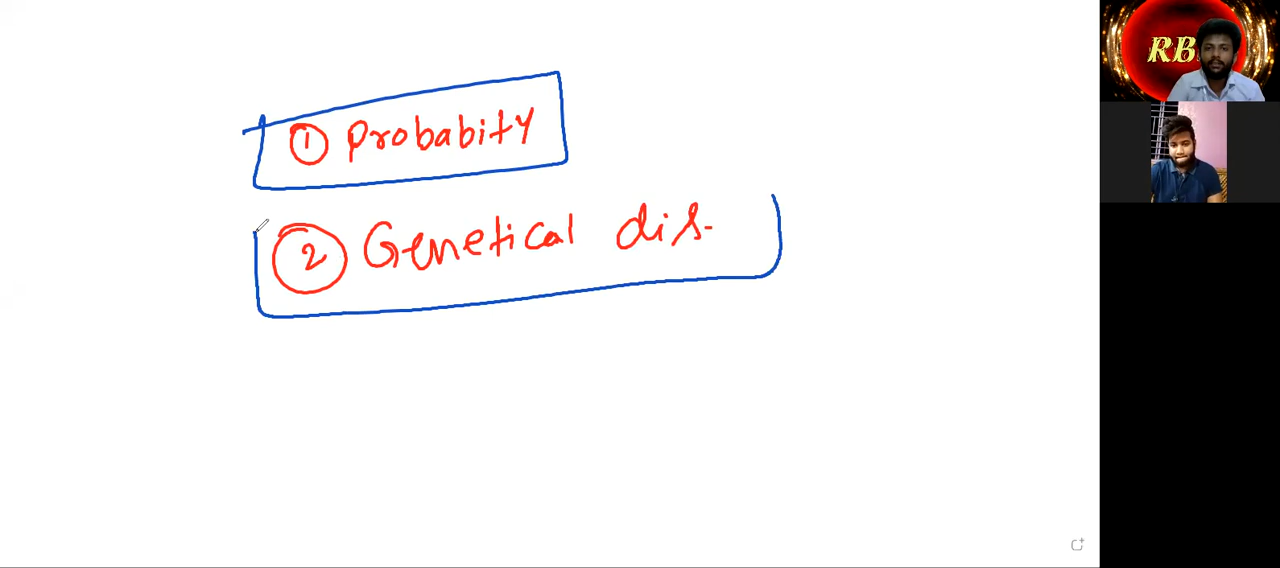 ① Probabity
② Genetical dis.
RB